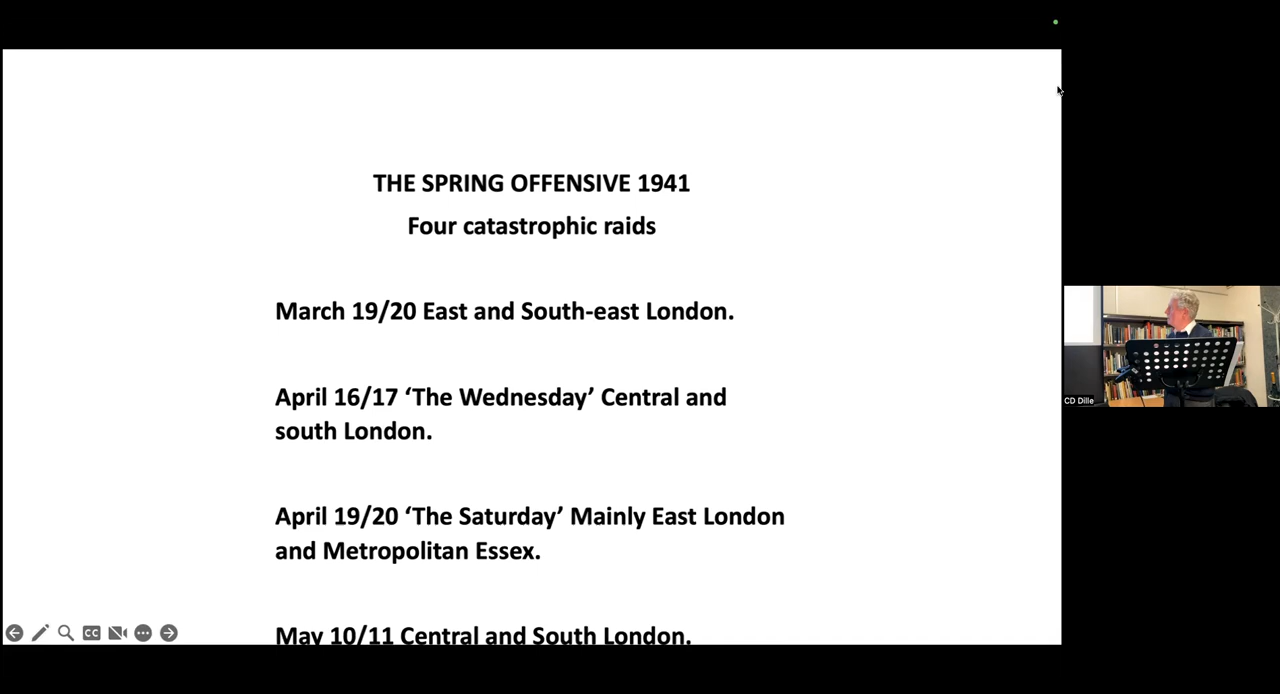 THE SPRING OFFENSIVE 1941
Four catastrophic raids
March 19/20 East and South-east London.
April 16/17 ‘The Wednesday’ Central and
south London.
April 19/20 ‘The Saturday’ Mainly East London
and Metropolitan Essex.
May 10/11 Central and South London.
CC
CD Dille